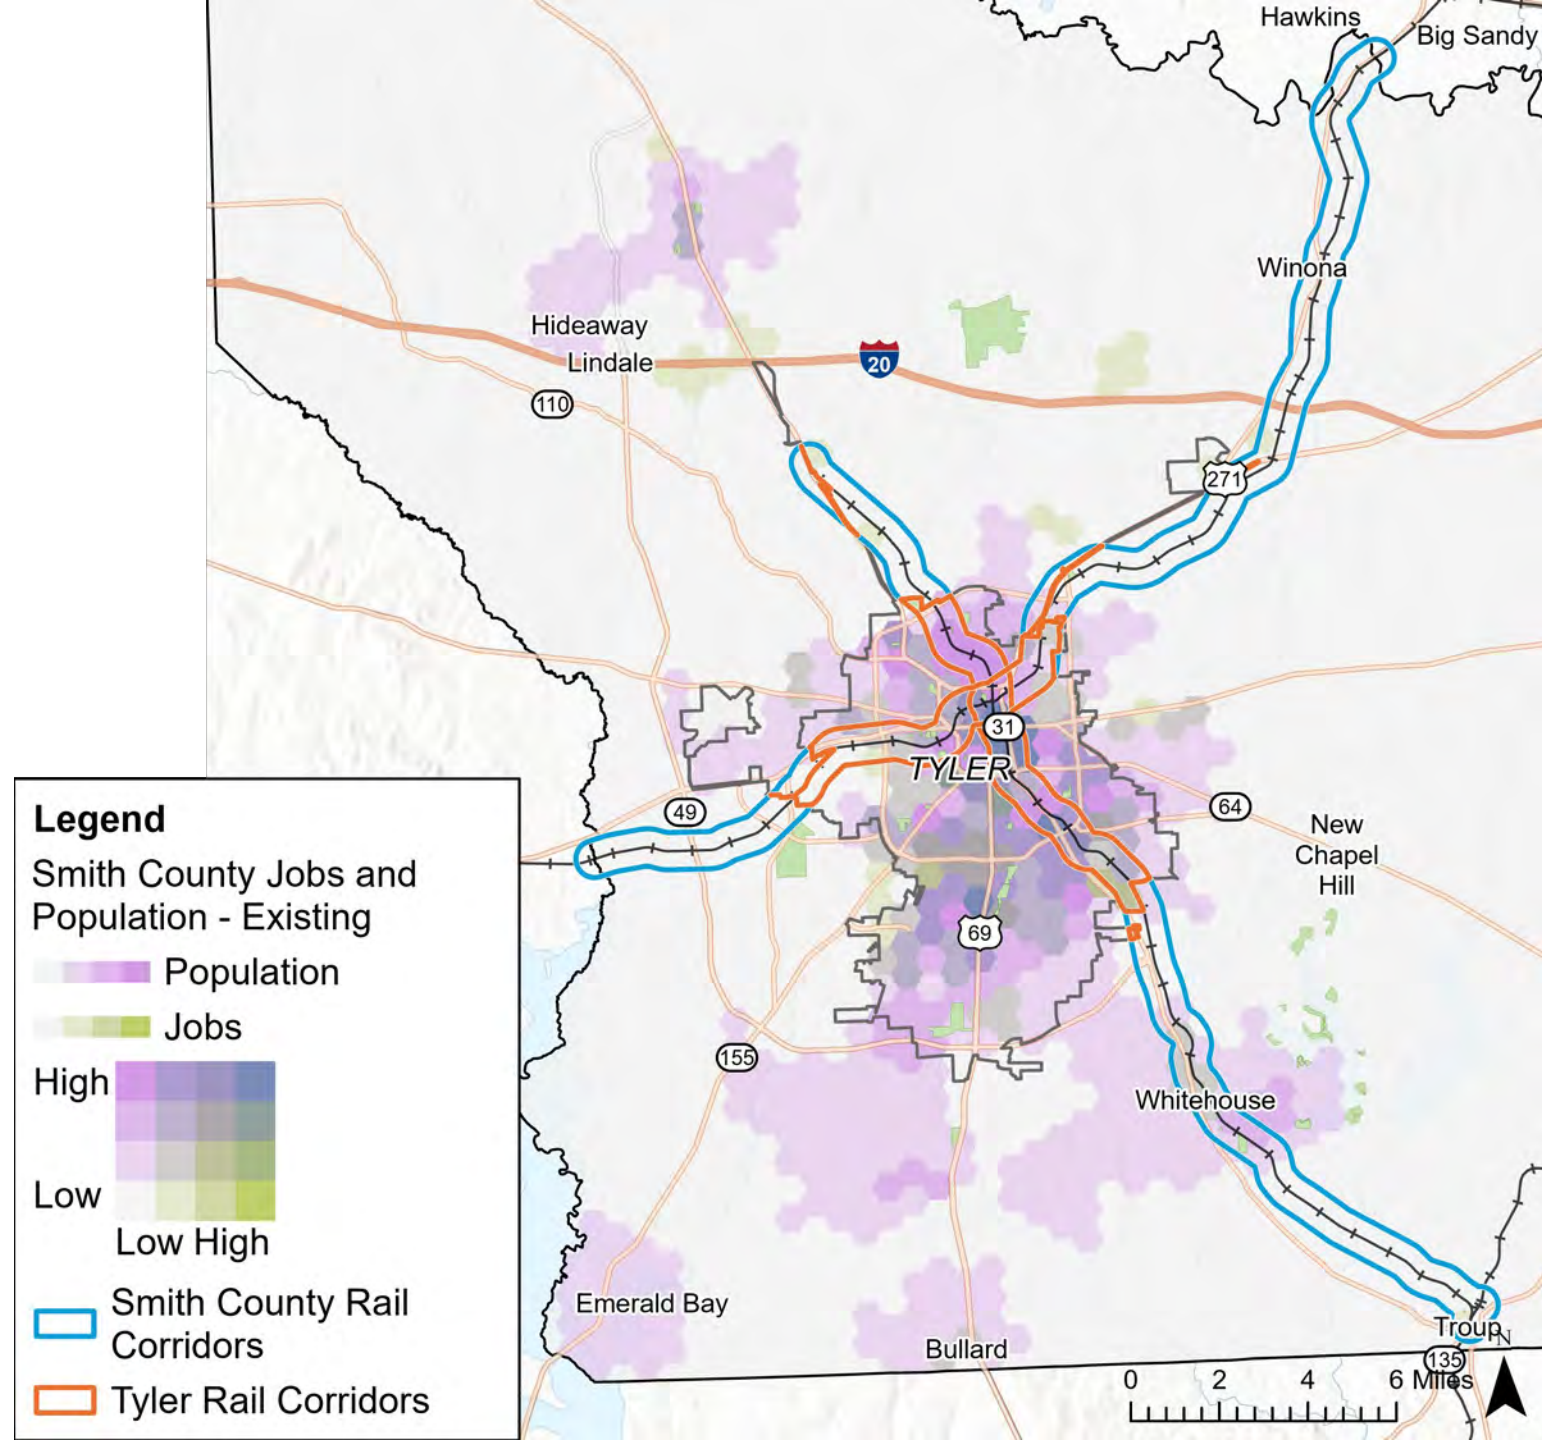 Hawkins
Big Sandy
Winona
Hideaway
Lindale
20
110
271
31
TYLER
49
64
New
Chapel
Hill
69
155
Whitehouse
Emerald Bay
Bullard
Troup
N
135
0 2 4 6 Miles
Legend
Smith County Jobs and
Population - Existing
Population
Jobs
High
Low
Low High
Smith County Rail
Corridors
Tyler Rail Corridors